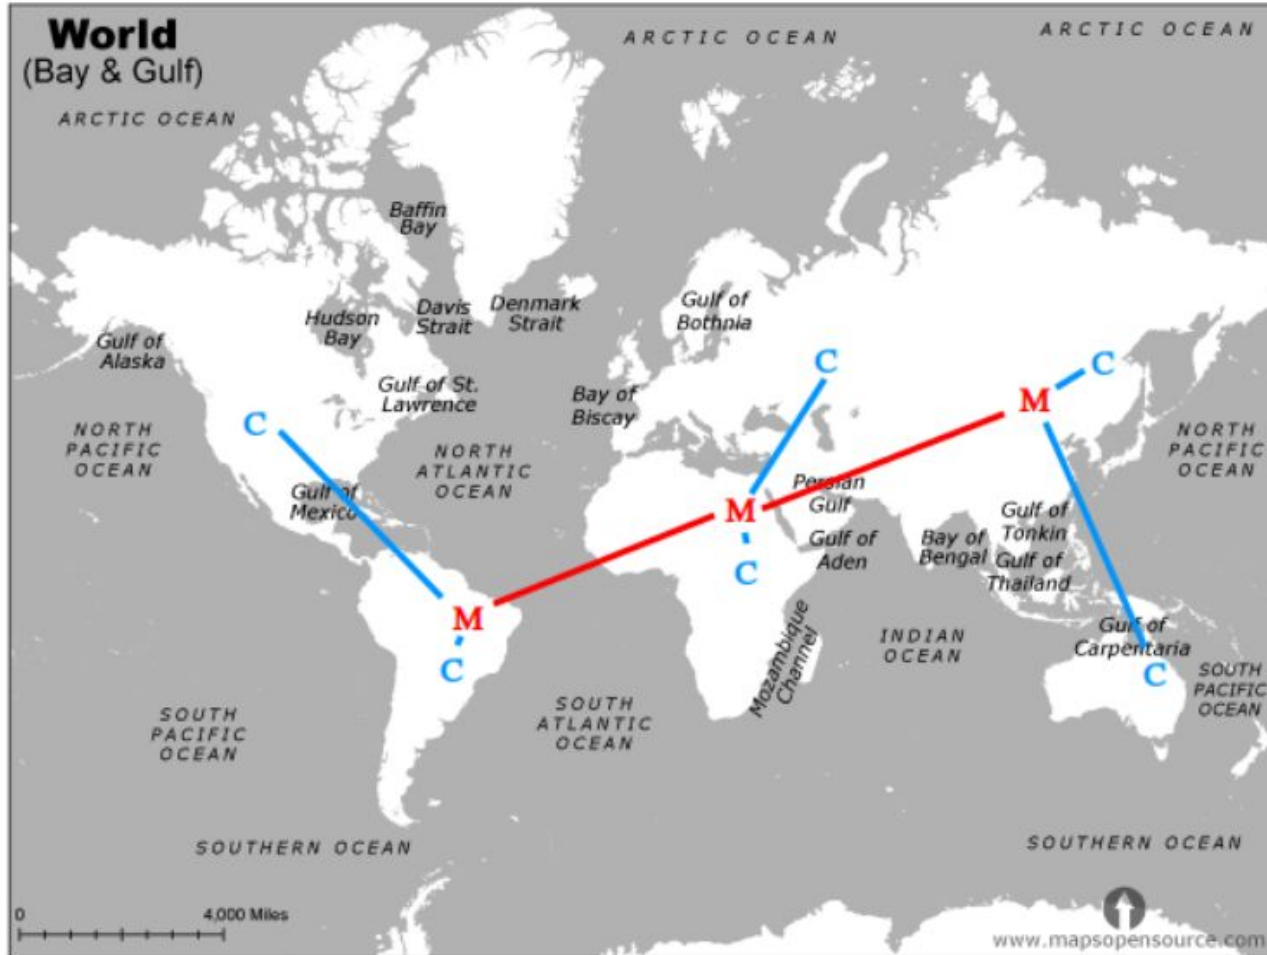 World
(Bay & Gulf)
ARCTIC OCEAN
ARCTIC OCEAN
ARCTIC OCEAN
Baffin
Bay
Davis
Strait
Denmark
Strait
Hudson
Bay
Gulf of
Alaska
Gulf of St.
Lawrence
Gulf of
Bothnia
Bay of
Biscay
C
C
C
M
NORTH
PACIFIC
OCEAN
NORTH
ATLANTIC
OCEAN
NORTH
PACIFIC
OCEAN
Gulf of
Mexico
Persian
Gulf
M
Gulf of
Aden
Bay of
Bengal
Gulf of
Tonkin
Gulf of
Thailand
C
M
C
Mozambique
Channel
INDIAN
OCEAN
Gulf of
Carpentaria
C
SOUTH
PACIFIC
OCEAN
SOUTH
PACIFIC
OCEAN
SOUTH
ATLANTIC
OCEAN
SOUTHERN OCEAN
SOUTHERN OCEAN
0
4,000 Miles
www.mapsopensource.com